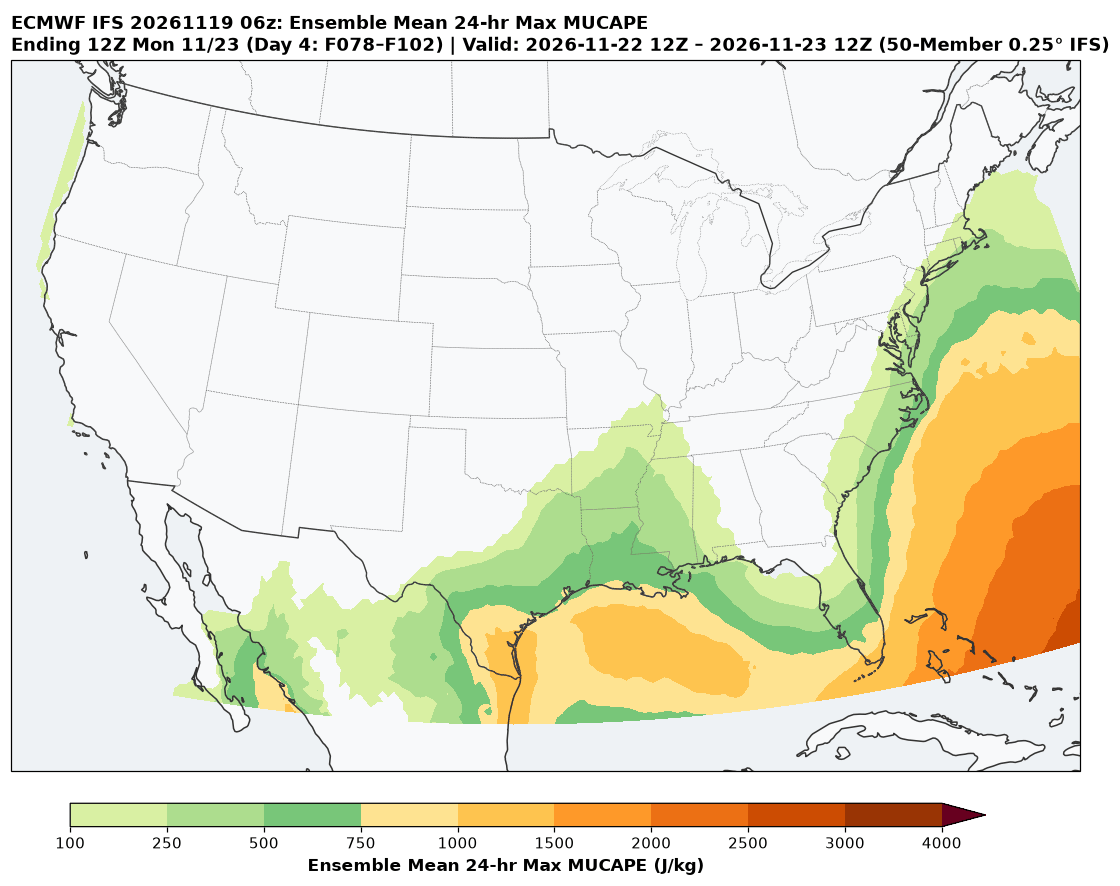 ECMWF IFS 20261119 06z: Ensemble Mean 24-hr Max MUCAPE
Ending 12Z Mon 11/23 (Day 4: F078–F102) | Valid: 2026-11-22 12Z – 2026-11-23 12Z (50-Member 0.25° IFS)
100 250 500 750 1000 1500 2000 2500 3000 4000
Ensemble Mean 24-hr Max MUCAPE (J/kg)